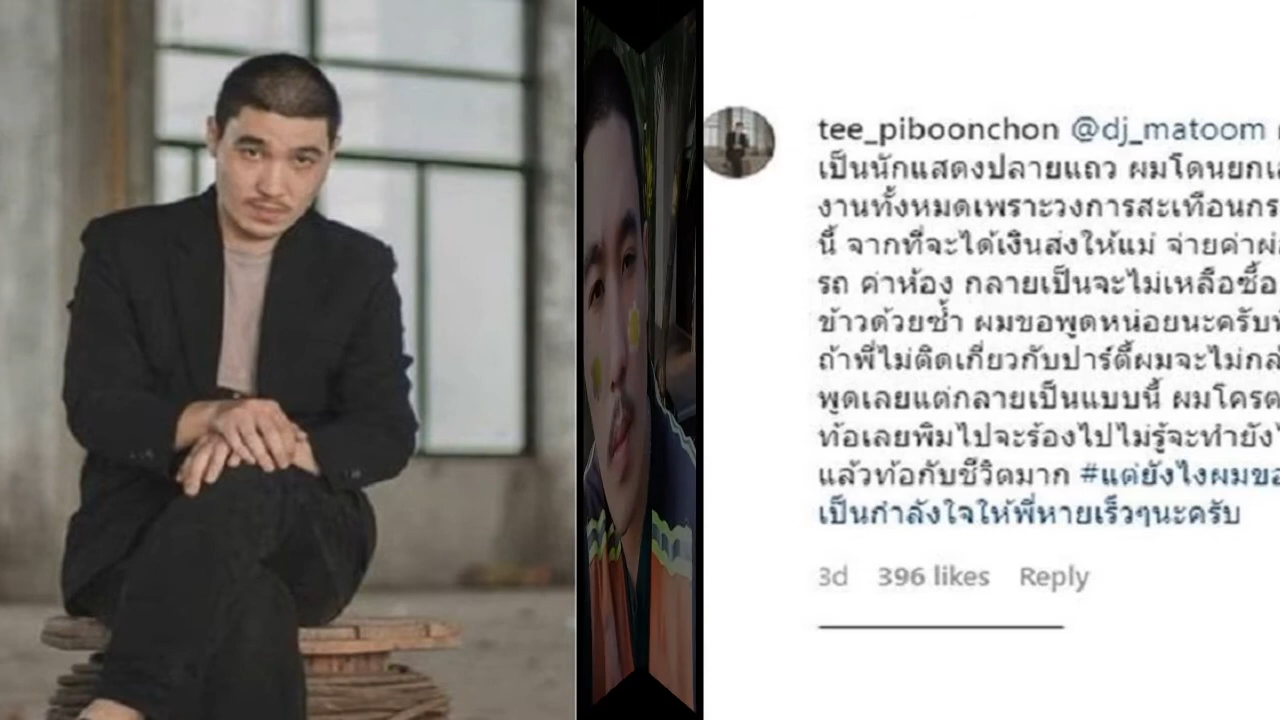 tee_piboonchon @dj_matoom
เป็นนักแสดงปลายแถว ผมโดนยกเ
งานทั้งหมดเพราะวงการสะเทือนกร
นี้ จากที่จะได้เงินส่งให้แม่ จ่ายค่าผ่
รถ ค่าห้อง กลายเป็นจะไม่เหลือซื้อ
ข้าวด้วยซ้ำ ผมขอพูดหน่อยนะครับ
ถ้าพี่ไม่ติดเกี่ยวกับปาร์ตี้ผมจะไม่กล้
พูดเลยแต่กลายเป็นแบบนี้ ผมโครต
ท้อเลยพิมไปจะร้องไปไม่รู้จะทำยัง
แล้วท้อกับชีวิตมาก #แต่ยังไงผมขอ
เป็นกำลังใจให้พี่หายเร็วๆนะครับ
3d 396 likes Reply